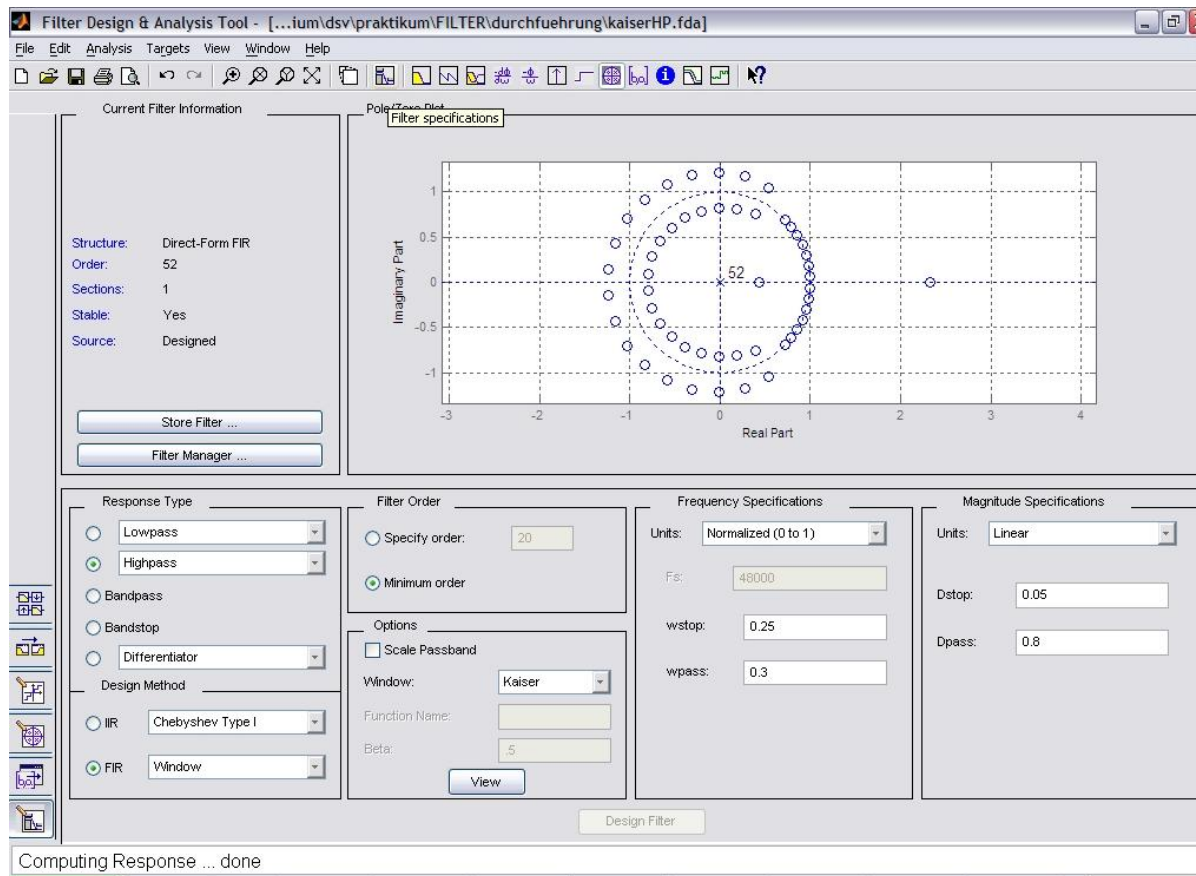 Filter Design & Analysis Tool - [...ium\dsv\praktikum\FILTER\durchfuehrung\kaiserHP.fda]
File Edit Analysis Targets View Window Help
Current Filter Information
Structure: Direct-Form FIR
Order: 52
Sections: 1
Stable: Yes
Source: Designed
Store Filter ...
Filter Manager ...
Pole/Zero Plot
Filter specifications
Imaginary Part
1
0.5
0
-0.5
-1
52
-3 -2 -1 0 1 2 3 4
Real Part
Response Type
Lowpass
Highpass
Bandpass
Bandstop
Differentiator
Design Method
IIR Chebyshev Type I
FIR Window
Filter Order
Specify order: 20
Minimum order
Options
Scale Passband
Window: Kaiser
Function Name:
Beta: .5
View
Frequency Specifications
Units: Normalized (0 to 1)
Fs: 48000
wstop: 0.25
wpass: 0.3
Magnitude Specifications
Units: Linear
Dstop: 0.05
Dpass: 0.8
Design Filter
Computing Response ... done